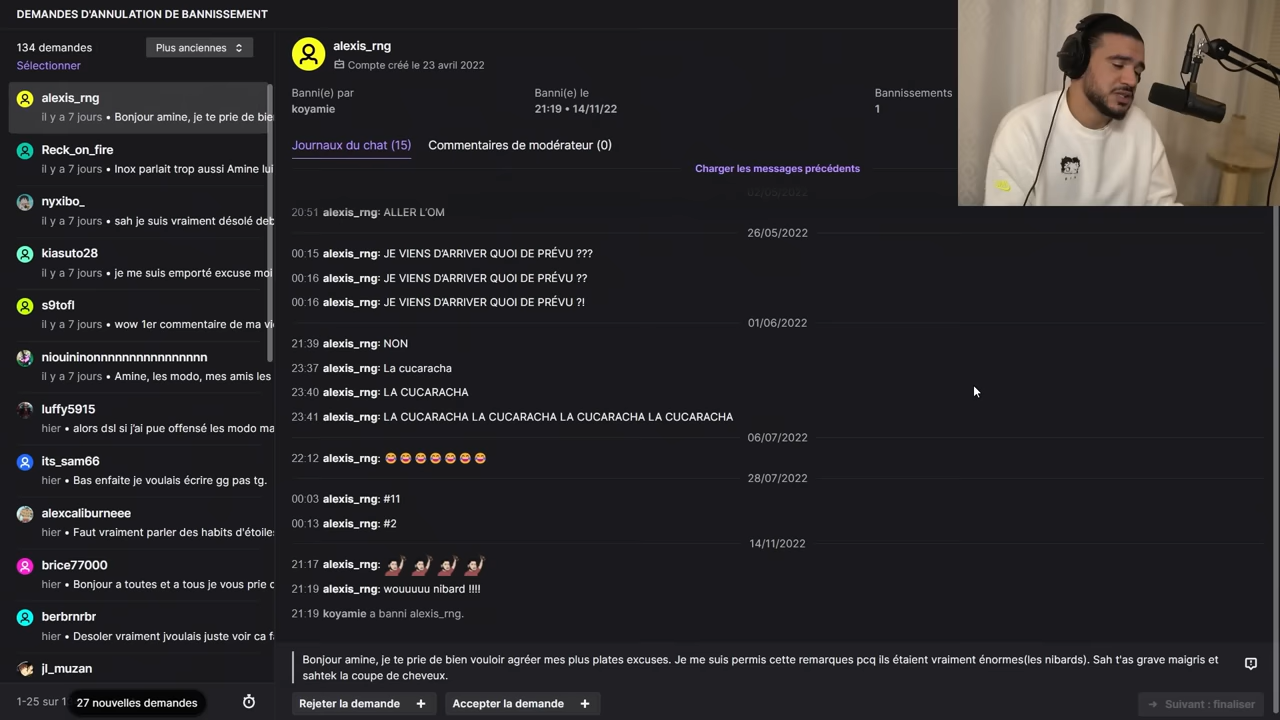 DEMANDES D'ANNULATION DE BANNISSEMENT
134 demandes
Plus anciennes
Sélectionner
alexis_rng
il y a 7 jours • Bonjour amine, je te prie de bie
Reck_on_fire
il y a 7 jours • Inox parlait trop aussi Amine lui
nyxibo_
il y a 7 jours • sah je suis vraiment désolé deb
kiasuto28
il y a 7 jours • je me suis emporté excuse moi
s9tofl
il y a 7 jours • wow 1er commentaire de ma vi
niouininonnnnnnnnnnnnnnnn
il y a 7 jours • Amine, les modo, mes amis les
luffy5915
hier • alors dsl si j'ai pue offensé les modo ma
its_sam66
hier • Bas enfaite je voulais écrire gg pas tg.
alexcaliburneee
hier • Faut vraiment parler des habits d'étoile
brice77000
hier • Bonjour a toutes et a tous je vous prie d
berbrnrbr
hier • Desoler vraiment jvoulais juste voir ca f
jl_muzan
1-25 sur 1
27 nouvelles demandes
alexis_rng
Compte créé le 23 avril 2022
Banni(e) par
koyamie
Banni(e) le
21:19 • 14/11/22
Bannissements
1
Journaux du chat (15)
Commentaires de modérateur (0)
Charger les messages précédents
20:51 alexis_rng: ALLER L'OM
26/05/2022
00:15 alexis_rng: JE VIENS D'ARRIVER QUOI DE PRÉVU ???
00:16 alexis_rng: JE VIENS D'ARRIVER QUOI DE PRÉVU ??
00:16 alexis_rng: JE VIENS D'ARRIVER QUOI DE PRÉVU ?!
01/06/2022
21:39 alexis_rng: NON
23:37 alexis_rng: La cucaracha
23:40 alexis_rng: LA CUCARACHA
23:41 alexis_rng: LA CUCARACHA LA CUCARACHA LA CUCARACHA LA CUCARACHA
06/07/2022
22:12 alexis_rng: 😂😂😂😂😂😂😂
28/07/2022
00:03 alexis_rng: #11
00:13 alexis_rng: #2
14/11/2022
21:17 alexis_rng:
21:19 alexis_rng: wouuuuu nibard !!!!
21:19 koyamie a banni alexis_rng.
Bonjour amine, je te prie de bien vouloir agréer mes plus plates excuses. Je me suis permis cette remarques pcq ils étaient vraiment énormes(les nibards). Sah t'as grave maigris et
sahtek la coupe de cheveux.
Rejeter la demande +
Accepter la demande +
Suivant : finaliser